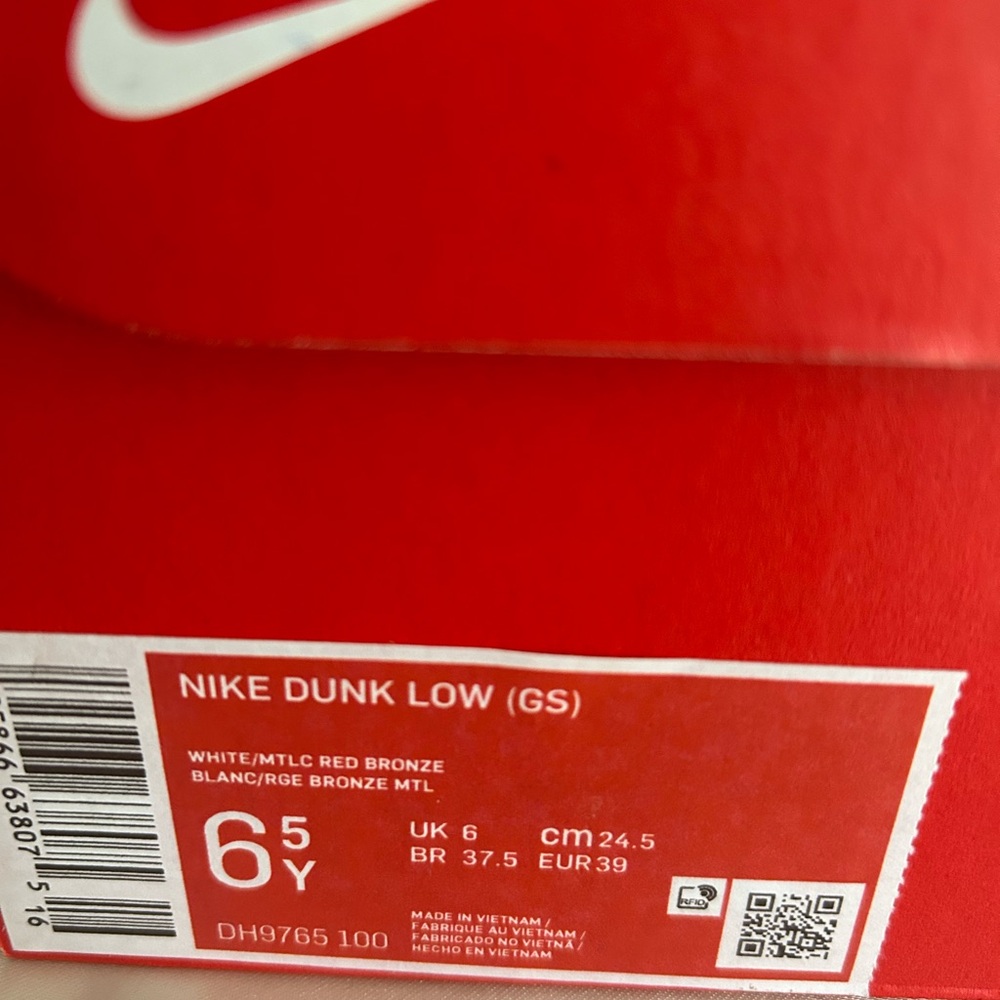 NIKE DUNK LOW (GS)
WHITE/MTLC RED BRONZE
BLANC/RGE BRONZE MTL
6 5 Y
UK 6 cm 24.5
BR 37.5 EUR 39
DH9765 100
MADE IN VIETNAM /
FABRIQUE AU VIETNAM /
FABRICADO NO VIETNÃ /
HECHO EN VIETNAM
RFID
63807 5 16